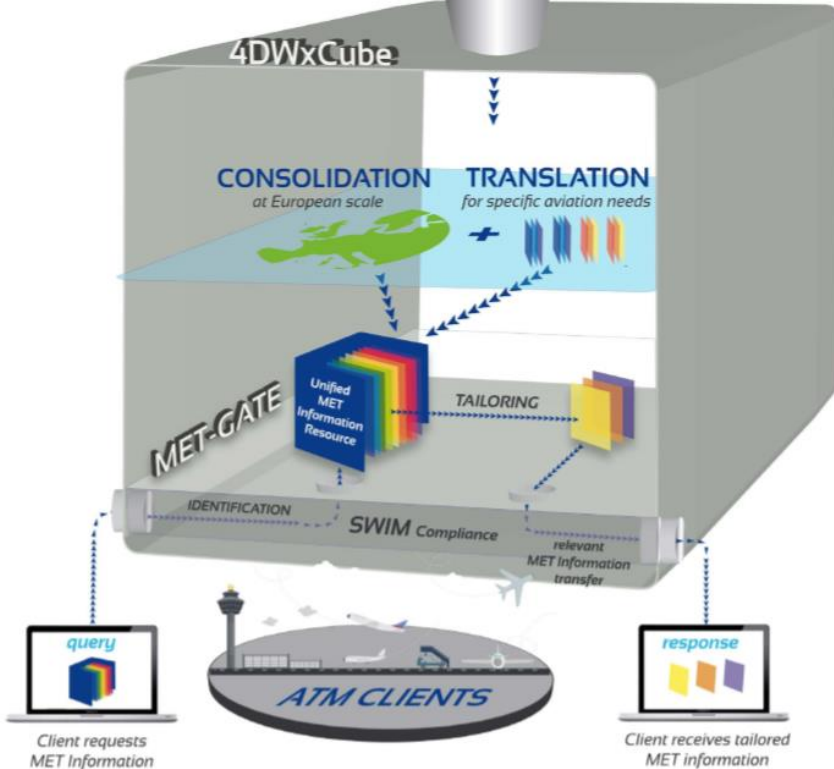 4DWxCube
CONSOLIDATION
at European scale
+
TRANSLATION
for specific aviation needs
Unified
MET
Information
Resource
TAILORING
MET-GATE
IDENTIFICATION
SWIM Compliance
relevant
MET Information
transfer
query
response
ATM CLIENTS
Client requests
MET Information
Client receives tailored
MET information